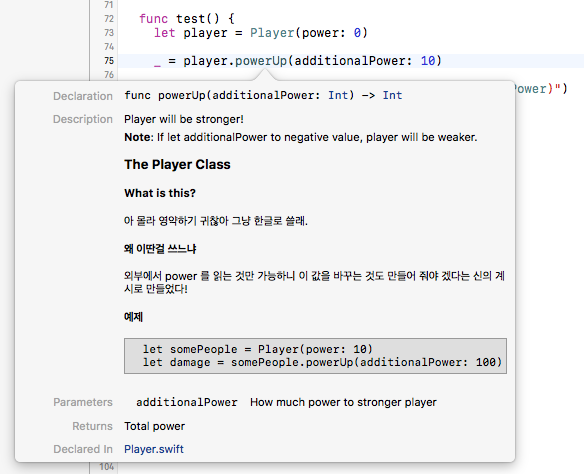 71
72 func test() {
73 let player = Player(power: 0)
74
75 _ = player.powerUp(additionalPower: 10)
76
Power)")
Declaration func powerUp(additionalPower: Int) -> Int
Description Player will be stronger!
Note: If let additionalPower to negative value, player will be weaker.
The Player Class
What is this?
아 몰라 영약하기 귀찮아 그냥 한글로 쓸래.
왜 이딴걸 쓰느냐
외부에서 power 를 읽는 것만 가능하니 이 값을 바꾸는 것도 만들어 줘야 겠다는 신의 계
시로 만들었다!
예제
let somePeople = Player(power: 10)
let damage = somePeople.powerUp(additionalPower: 100)
Parameters additionalPower How much power to stronger player
Returns Total power
Declared In Player.swift
104